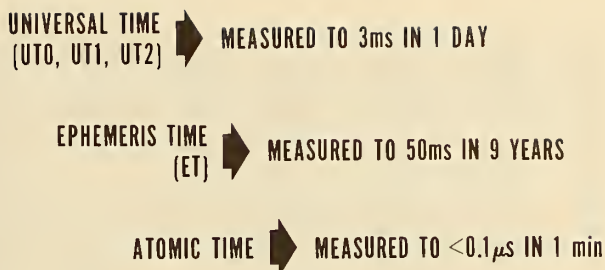 UNIVERSAL TIME
(UT0, UT1, UT2) MEASURED TO 3ms IN 1 DAY
EPHEMERIS TIME
(ET) MEASURED TO 50ms IN 9 YEARS
ATOMIC TIME MEASURED TO <0.1μs IN 1 min